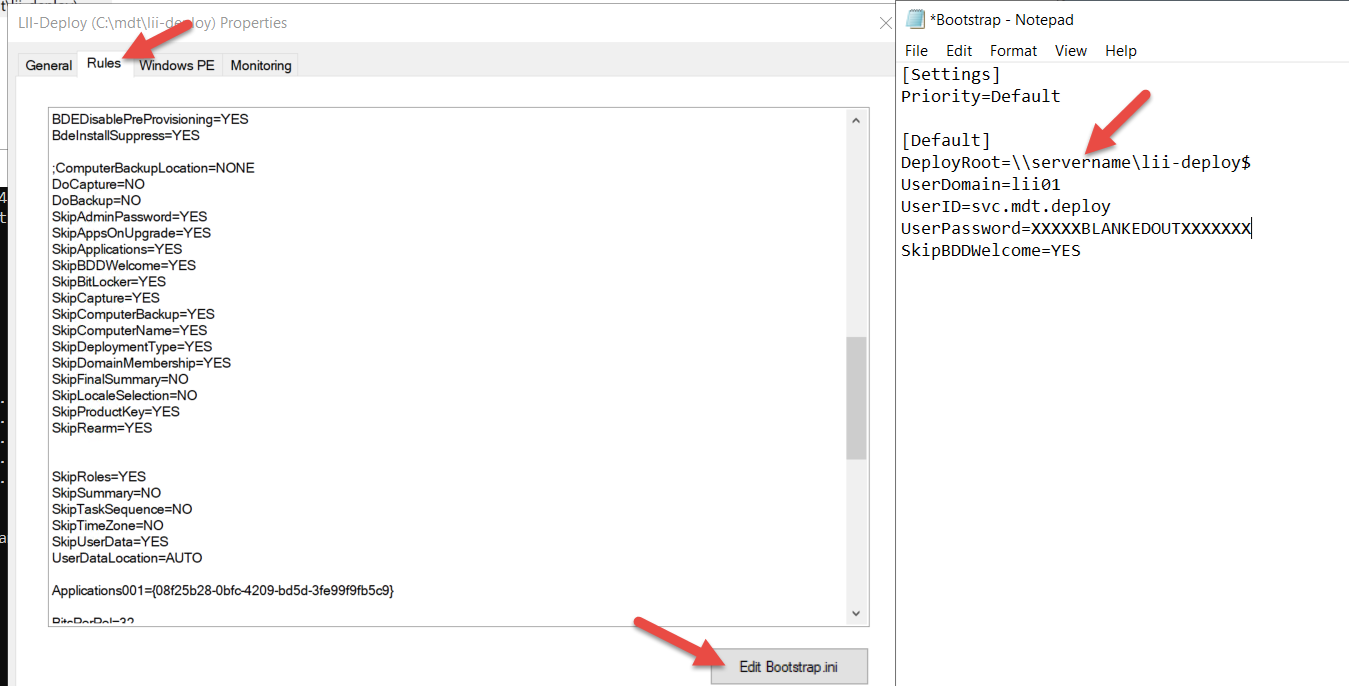 LII-Deploy (C:\mdt\lii-deploy) Properties
General Rules Windows PE Monitoring
BDEDisablePreProvisioning=YES
BdeInstallSuppress=YES
;ComputerBackupLocation=NONE
DoCapture=NO
DoBackup=NO
SkipAdminPassword=YES
SkipAppsOnUpgrade=YES
SkipApplications=YES
SkipBDDWelcome=YES
SkipBitLocker=YES
SkipCapture=YES
SkipComputerBackup=YES
SkipComputerName=YES
SkipDeploymentType=YES
SkipDomainMembership=YES
SkipFinalSummary=NO
SkipLocaleSelection=NO
SkipProductKey=YES
SkipRearm=YES
SkipRoles=YES
SkipSummary=NO
SkipTaskSequence=NO
SkipTimeZone=NO
SkipUserData=YES
UserDataLocation=AUTO
Applications001={08f25b28-0bfc-4209-bd5d-3fe99f9fb5c9}
BitsPerPel=32
Edit Bootstrap.ini
*Bootstrap - Notepad
File Edit Format View Help
[Settings]
Priority=Default
[Default]
DeployRoot=\\servername\lii-deploy$
UserDomain=lii01
UserID=svc.mdt.deploy
UserPassword=XXXXXBLANKEDOUTXXXXXXX
SkipBDDWelcome=YES